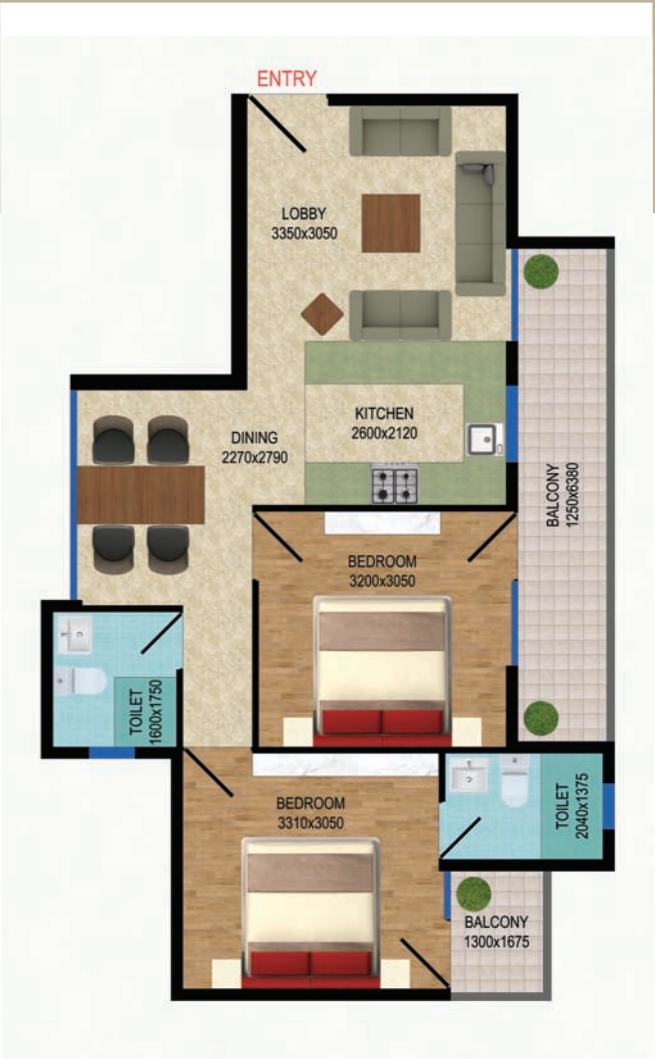 ENTRY
LOBBY
3350x3050
KITCHEN
2600x2120
DINING
2270x2790
BALCONY
1250x6380
BEDROOM
3200x3050
TOILET
1600x1750
BEDROOM
3310x3050
TOILET
2040x1375
BALCONY
1300x1675